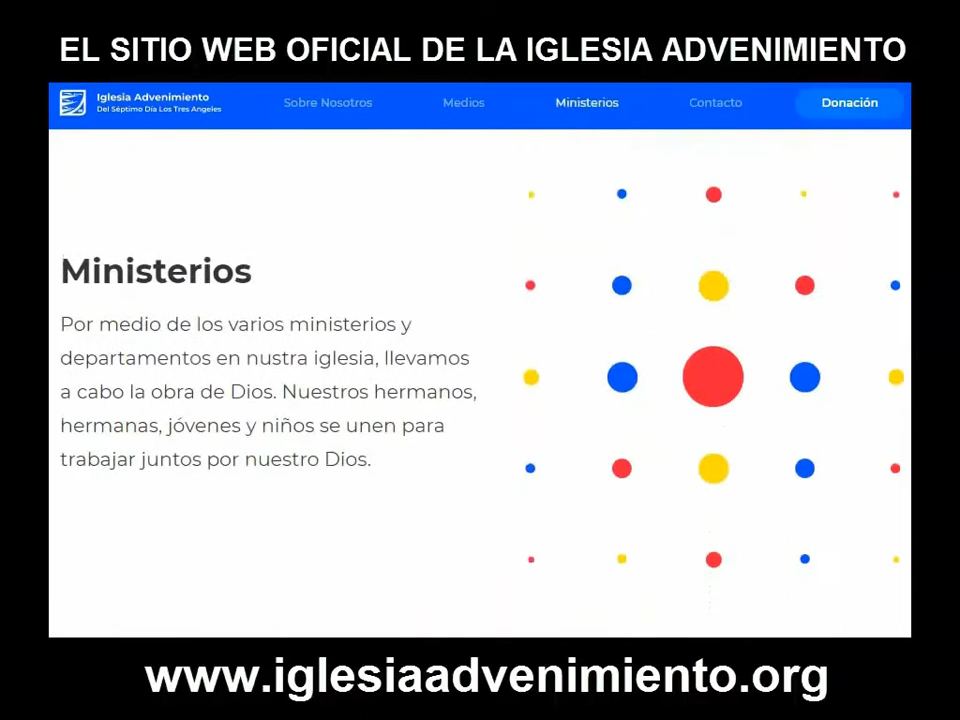 EL SITIO WEB OFICIAL DE LA IGLESIA ADVENIMIENTO
Iglesia Advenimiento
Del Séptimo Día Los Tres Angeles
Sobre Nosotros
Medios
Ministerios
Contacto
Donación
Ministerios
Por medio de los varios ministerios y
departamentos en nustra iglesia, llevamos
a cabo la obra de Dios. Nuestros hermanos,
hermanas, jóvenes y niños se unen para
trabajar juntos por nuestro Dios.
www.iglesiaadvenimiento.org